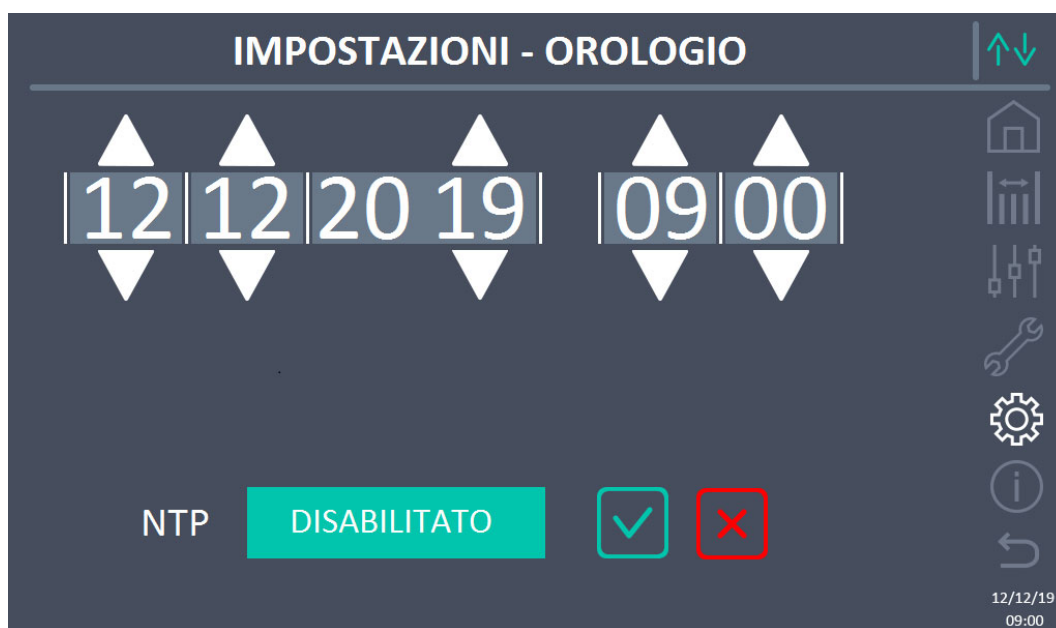 IMPOSTAZIONI - OROLOGIO
12 12 20 19 09 00
NTP DISABILITATO
12/12/19
09:00